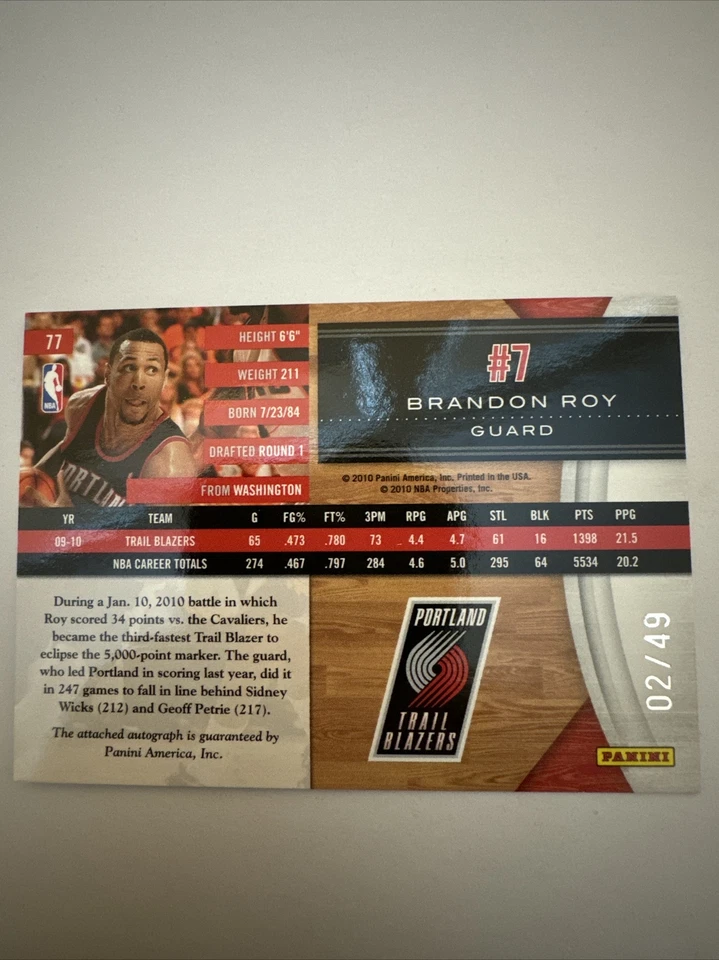 77
NBA
HEIGHT 6'6"
WEIGHT 211
BORN 7/23/84
DRAFTED ROUND 1
FROM WASHINGTON
PORTLAN
#7
BRANDON ROY
GUARD
© 2010 Panini America, Inc. Printed in the USA.
© 2010 NBA Properties, Inc.
YR TEAM G FG% FT% 3PM RPG APG STL BLK PTS PPG
09-10 TRAIL BLAZERS 65 .473 .780 73 4.4 4.7 61 16 1398 21.5
NBA CAREER TOTALS 274 .467 .797 284 4.6 5.0 295 64 5534 20.2
During a Jan. 10, 2010 battle in which
Roy scored 34 points vs. the Cavaliers, he
became the third-fastest Trail Blazer to
eclipse the 5,000-point marker. The guard,
who led Portland in scoring last year, did it
in 247 games to fall in line behind Sidney
Wicks (212) and Geoff Petrie (217).
The attached autograph is guaranteed by
Panini America, Inc.
PORTLAND
TRAIL
BLAZERS
02/49
PANINI